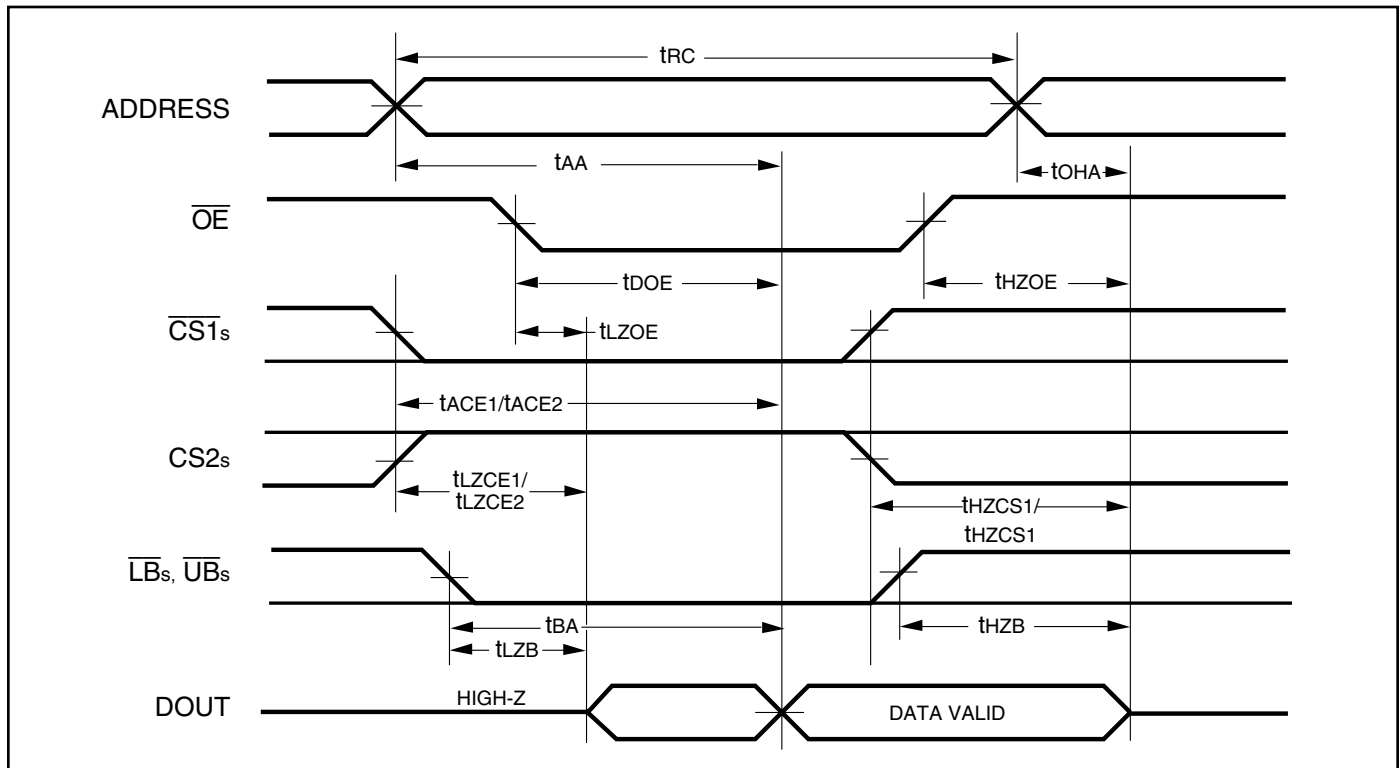 tRC
ADDRESS
tAA
tOHA
OE
tDOE
tHZOE
CS1s
tLZOE
tACE1/tACE2
CS2s
tLZCE1/
tLZCE2
tHZCS1/
tHZCS1
LBs, UBs
tBA
tHZB
tLZB
HIGH-Z
DOUT
DATA VALID